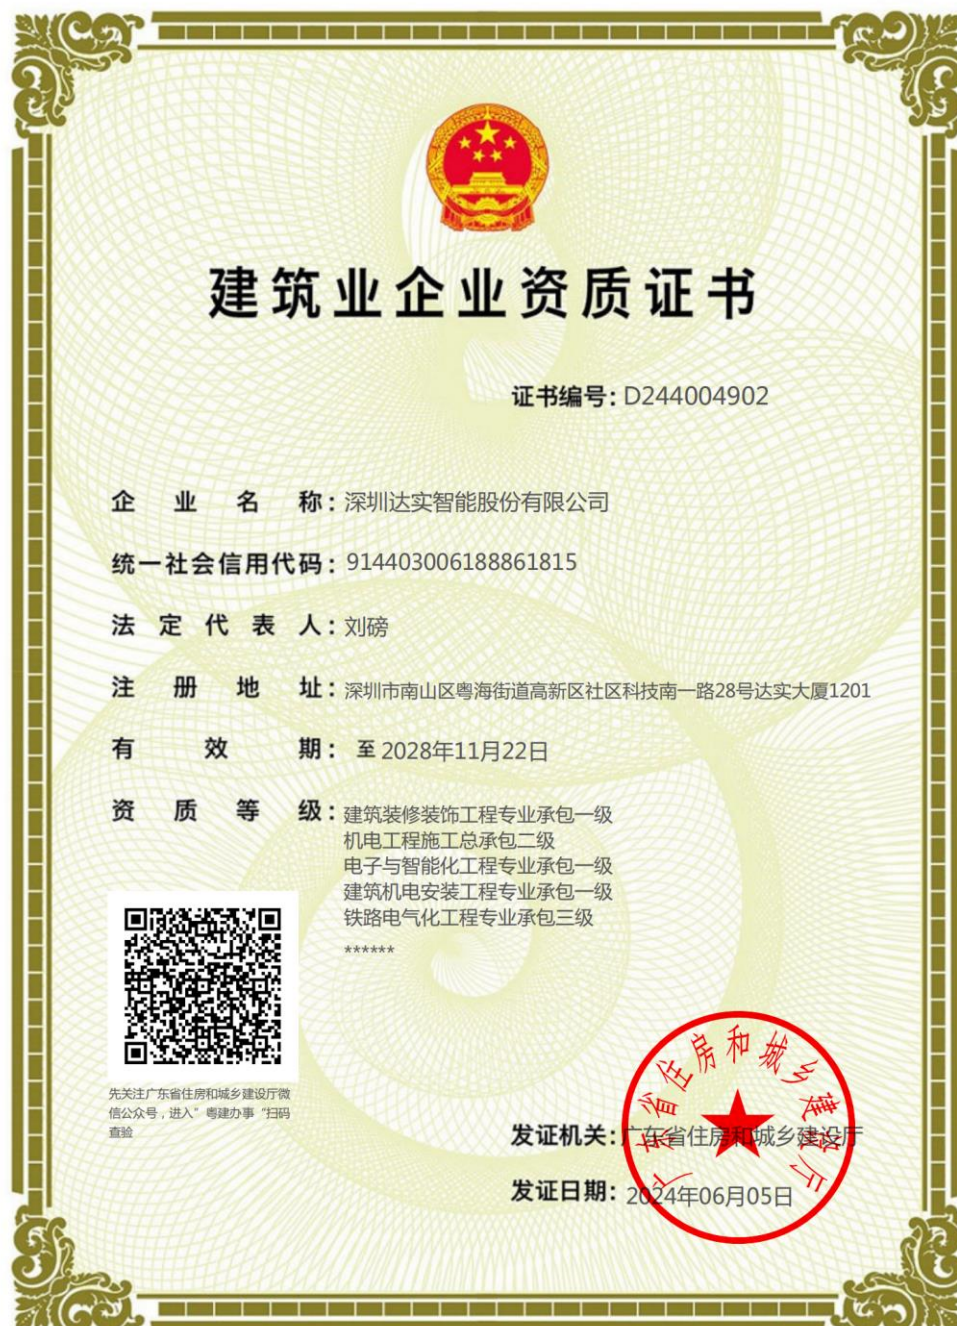 建筑业企业资质证书
证书编号：D244004902
企业名称：深圳达实智能股份有限公司
统一社会信用代码：914403006188861815
法定代表人：刘磅
注册地址：深圳市南山区粤海街道高新区社区科技南一路28号达实大厦1201
有效期：至 2028年11月22日
资质等级：建筑装修装饰工程专业承包一级
机电工程施工总承包二级
电子与智能化工程专业承包一级
建筑机电安装工程专业承包一级
铁路电气化工程专业承包三级
******
先关注广东省住房和城乡建设厅微
信公众号，进入”粤建办事“扫码
查验
广东省住房和城乡建设厅
发证机关：广东省住房和城乡建设厅
发证日期：2024年06月05日